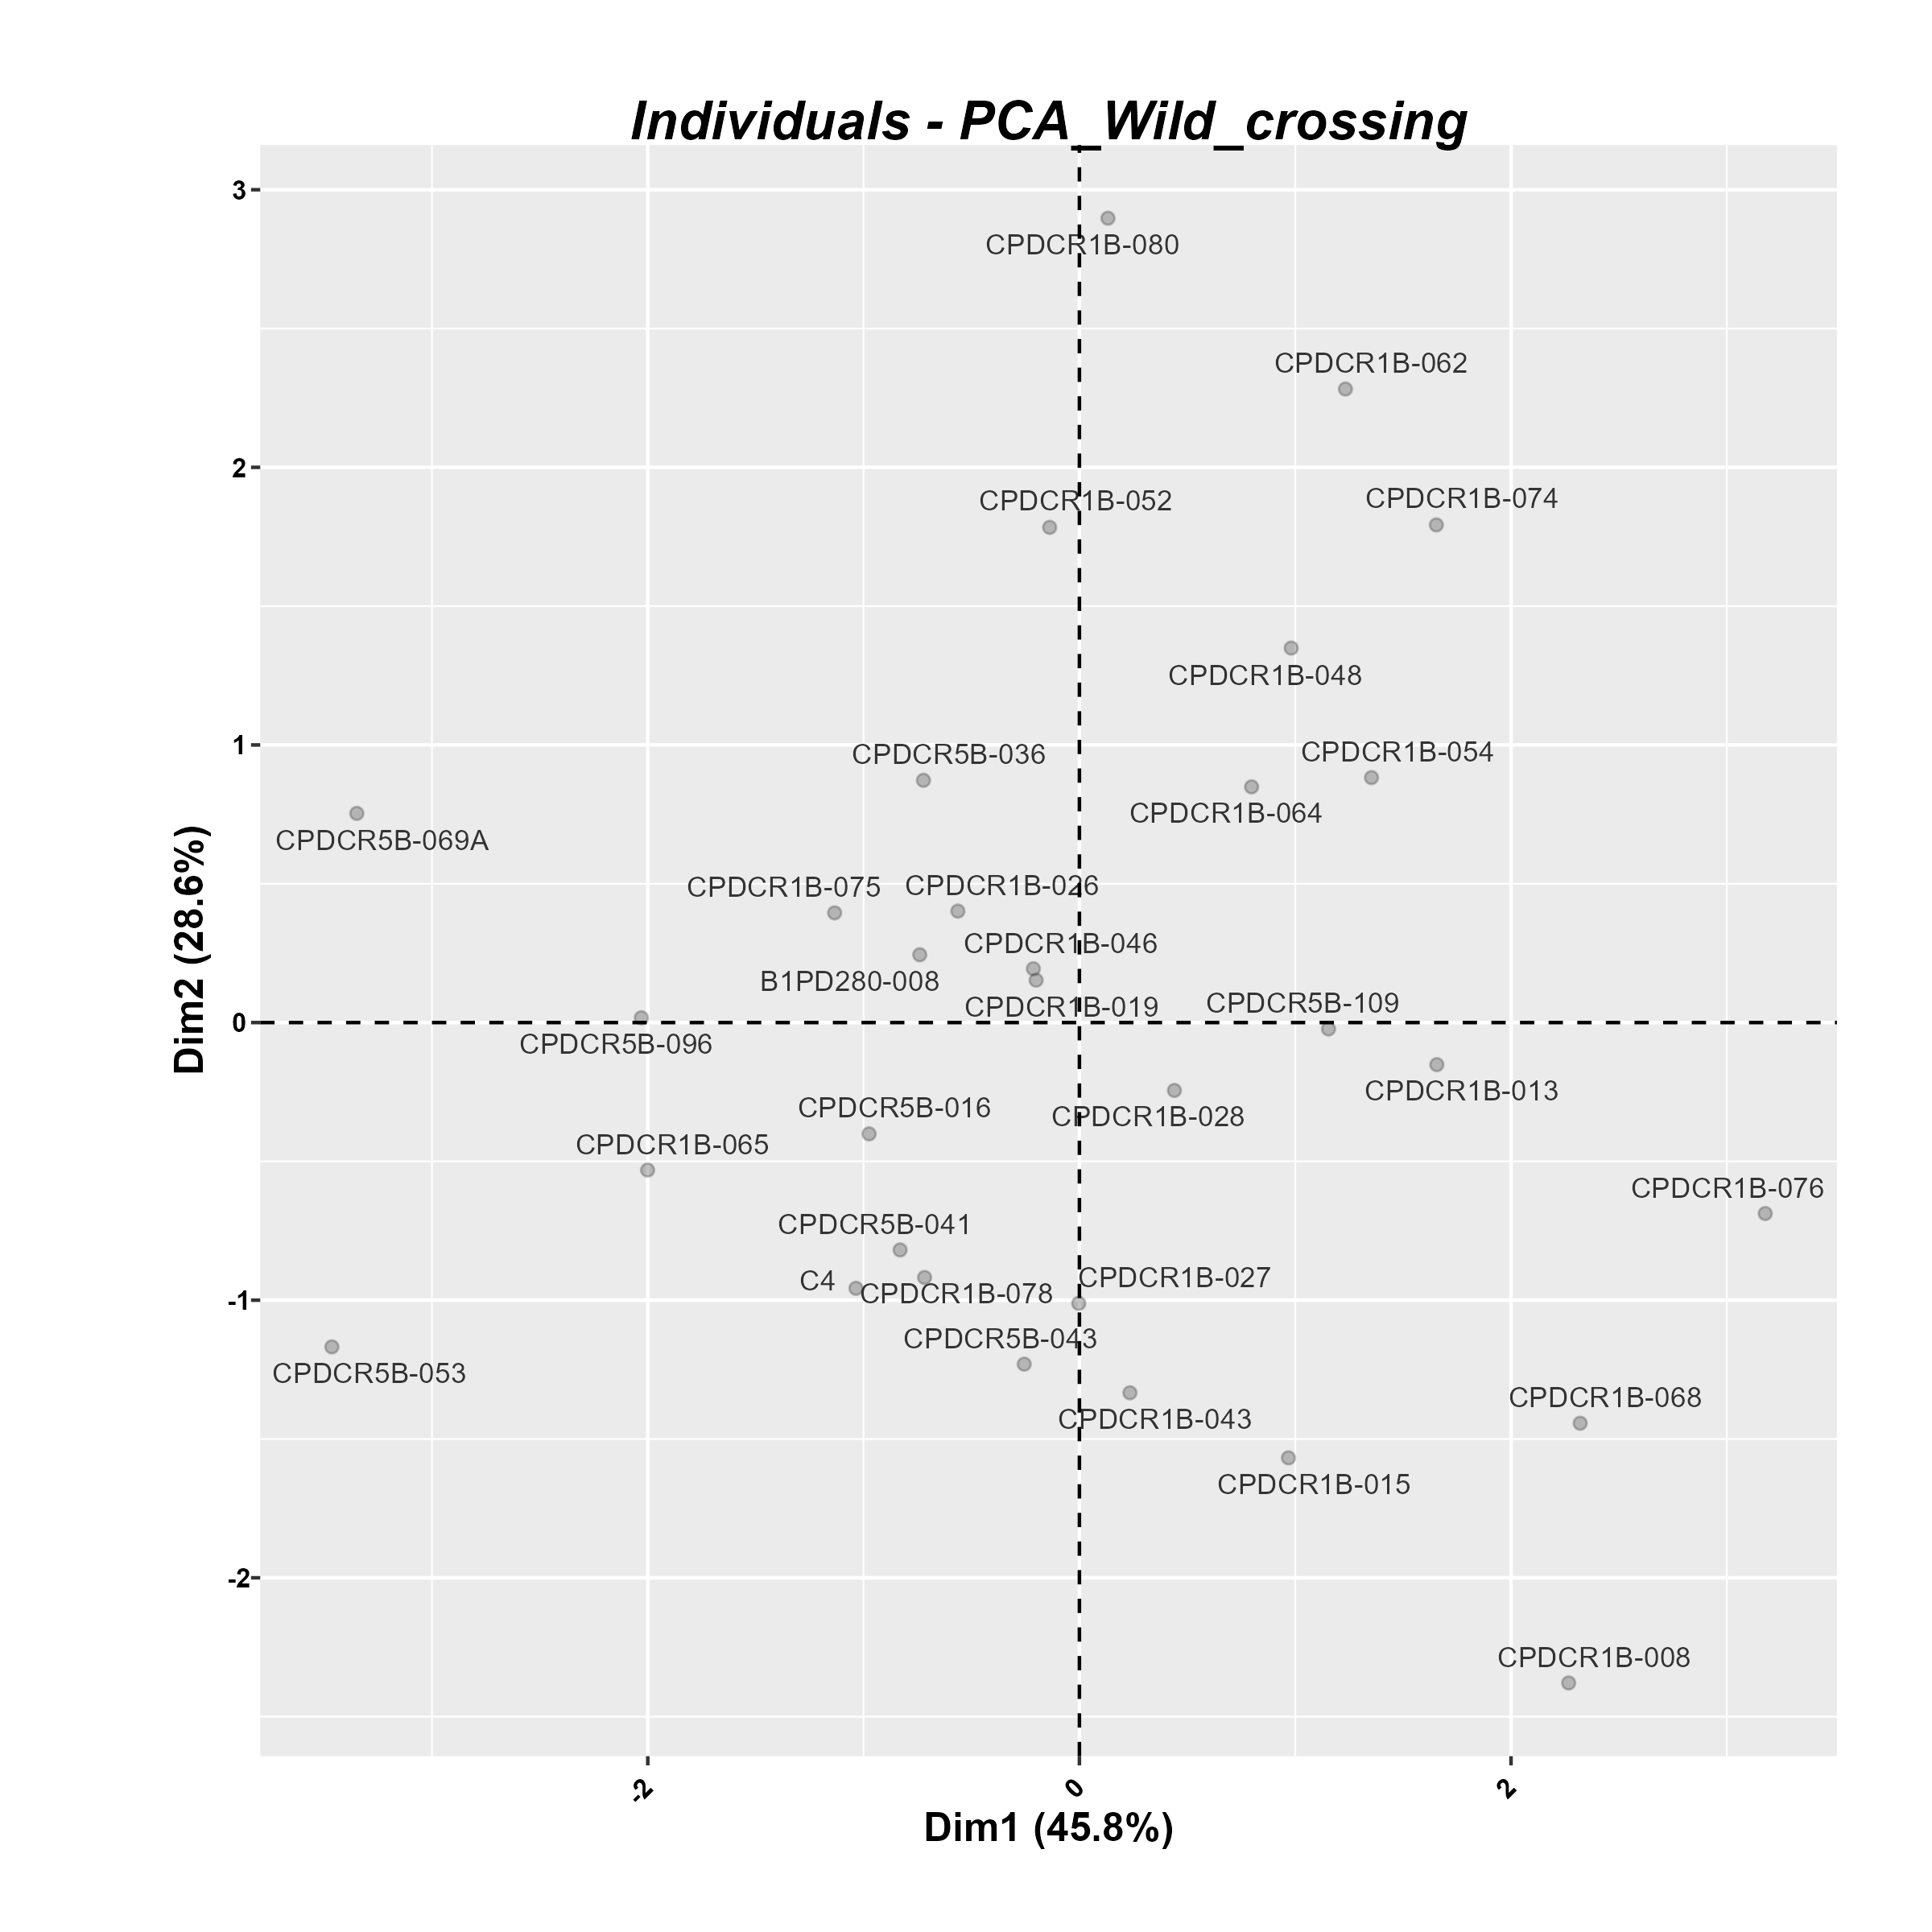 Individuals - PCA_Wild_crossing
3
CPDCR1B-080
CPDCR1B-062
2
CPDCR1B-052
CPDCR1B-074
CPDCR1B-048
1
CPDCR5B-036
CPDCR1B-054
CPDCR1B-064
CPDCR5B-069A
CPDCR1B-075
CPDCR1B-026
CPDCR1B-046
B1PD280-008
CPDCR1B-019
CPDCR5B-109
0
CPDCR5B-096
CPDCR1B-013
CPDCR5B-016
CPDCR1B-028
CPDCR1B-065
CPDCR1B-076
CPDCR5B-041
C4
CPDCR1B-078
CPDCR1B-027
-1
CPDCR5B-043
CPDCR5B-053
CPDCR1B-068
CPDCR1B-043
CPDCR1B-015
-2
CPDCR1B-008
Dim2 (28.6%)
-2
0
2
Dim1 (45.8%)